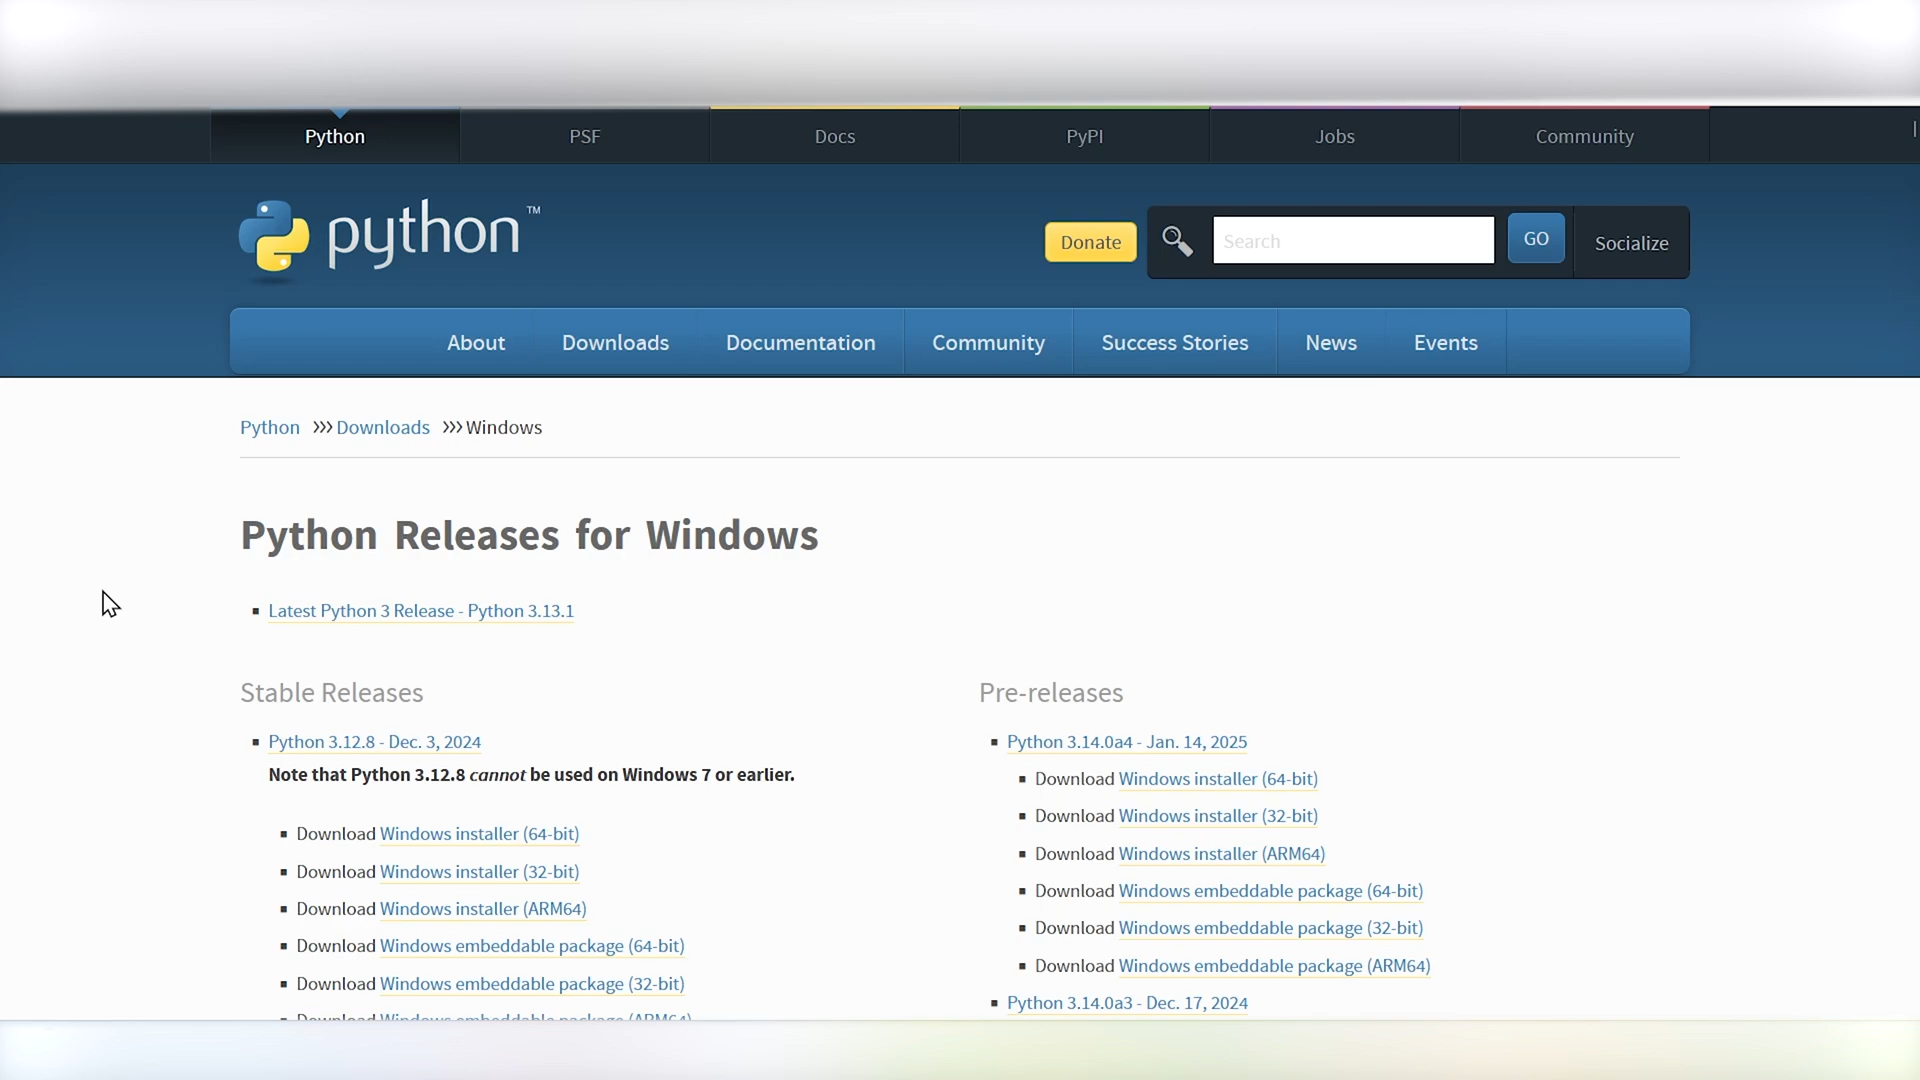 Python
PSF
Docs
PyPI
Jobs
Community
python™
Donate
Search
GO
Socialize
About
Downloads
Documentation
Community
Success Stories
News
Events
Python >>> Downloads >>> Windows
Python Releases for Windows
Latest Python 3 Release - Python 3.13.1
Stable Releases
Python 3.12.8 - Dec. 3, 2024
Note that Python 3.12.8 cannot be used on Windows 7 or earlier.
Download Windows installer (64-bit)
Download Windows installer (32-bit)
Download Windows installer (ARM64)
Download Windows embeddable package (64-bit)
Download Windows embeddable package (32-bit)
Download Windows embeddable package (ARM64)
Pre-releases
Python 3.14.0a4 - Jan. 14, 2025
Download Windows installer (64-bit)
Download Windows installer (32-bit)
Download Windows installer (ARM64)
Download Windows embeddable package (64-bit)
Download Windows embeddable package (32-bit)
Download Windows embeddable package (ARM64)
Python 3.14.0a3 - Dec. 17, 2024